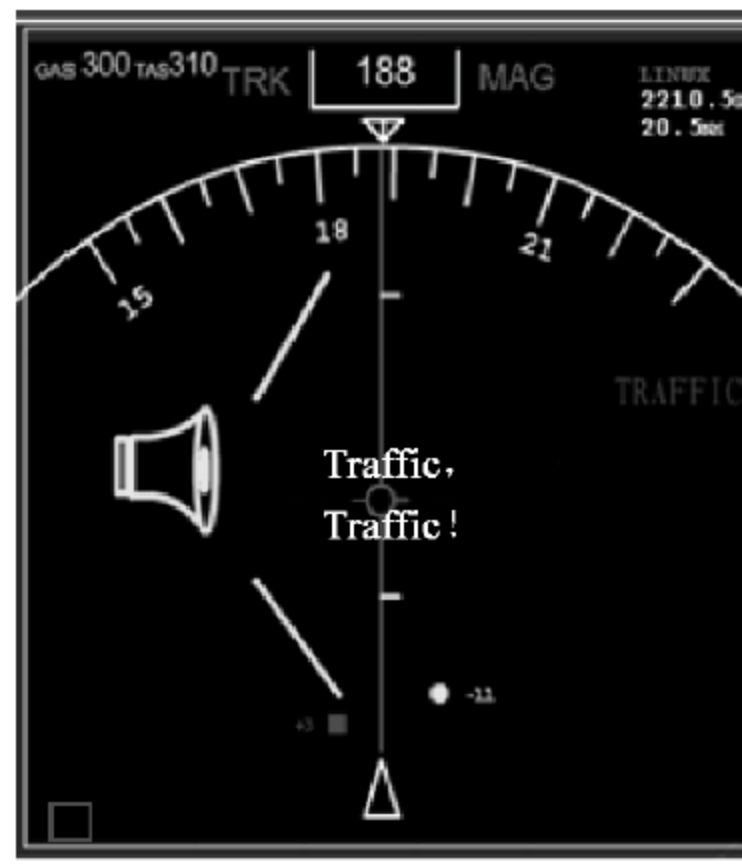 GAS 300 TAS310
TRK
188
MAG
LINUX
2210.5
20.5
18
21
15
TRAFFIC
Traffic,
Traffic!
-11
+3